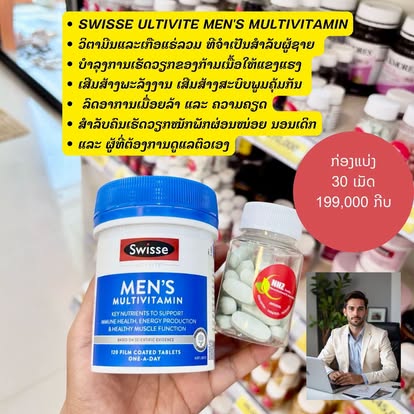 • SWISSE ULTIVITE MEN'S MULTIVITAMIN
• ວິຕາມີນແລະເກືອແຮ່ລວມ ທີ່ຈຳເປັນສຳລັບຜູ້ຊາຍ
• ບຳລຸງການເຮັດວຽກຂອງກ້າມເນື້ອໃຫ້ແຂງແຮງ
• ເສີມສ້າງພະລັງງານ ເສີມສ້າງສະບົບພູມຄຸ້ມກັນ
• ລົດອາການເມື່ອຍລ້າ ແລະ ຄວາມຄຽດ
• ສຳລັບຄົນເຮັດວຽກໜັກພັກຜ່ອນໜ່ອຍ ນອນເດິກ
• ແລະ ຜູ້ທີ່ຕ້ອງການດູແລຕົວເອງ
ກ່ອງແບ່ງ
30 ເມັດ
199,000 ກີບ
Swisse
MEN'S
MULTIVITAMIN
KEY NUTRIENTS TO SUPPORT
IMMUNE HEALTH, ENERGY PRODUCTION
& HEALTHY MUSCLE FUNCTION
BASED ON SCIENTIFIC EVIDENCE
120 FILM COATED TABLETS
ONE-A-DAY
NNZ